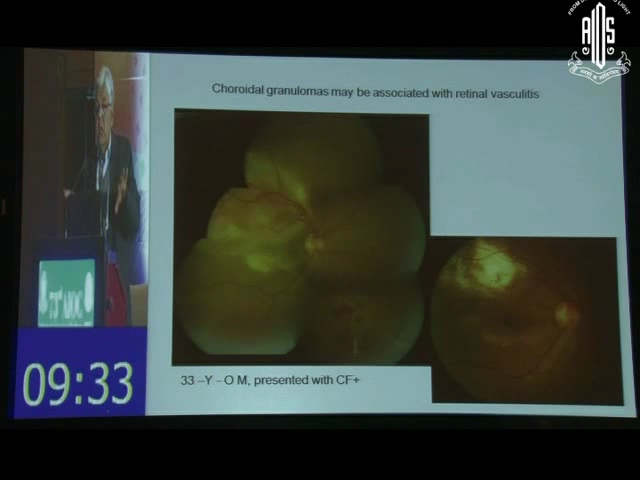 Choroidal granulomas may be associated with retinal vasculitis
33 –Y - O M, presented with CF+
09:33